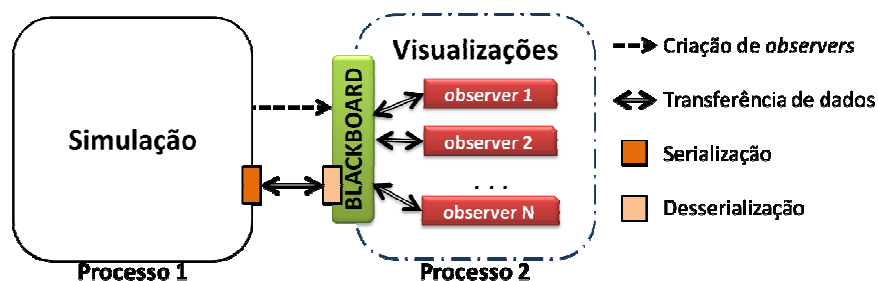 Simulação
Processo 1
BLACKBOARD
Visualizações
observer 1
observer 2
. . .
observer N
Processo 2
Criação de observers
Transferência de dados
Serialização
Desserialização